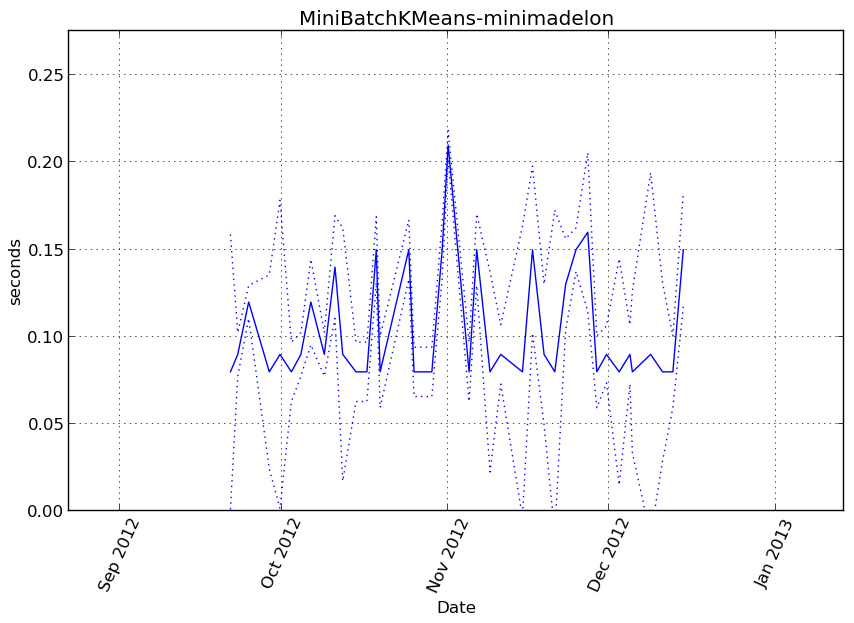 MiniBatchKMeans-minimadelon
0.25
0.20
0.15
0.10
0.05
0.00
seconds
Sep 2012
Oct 2012
Nov 2012
Dec 2012
Jan 2013
Date